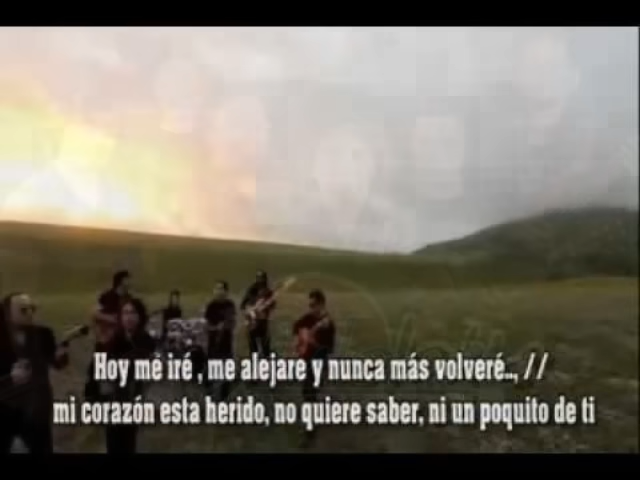 Hoy me iré , me alejare y nunca más volveré.., //
mi corazón esta herido, no quiere saber, ni un poquito de ti